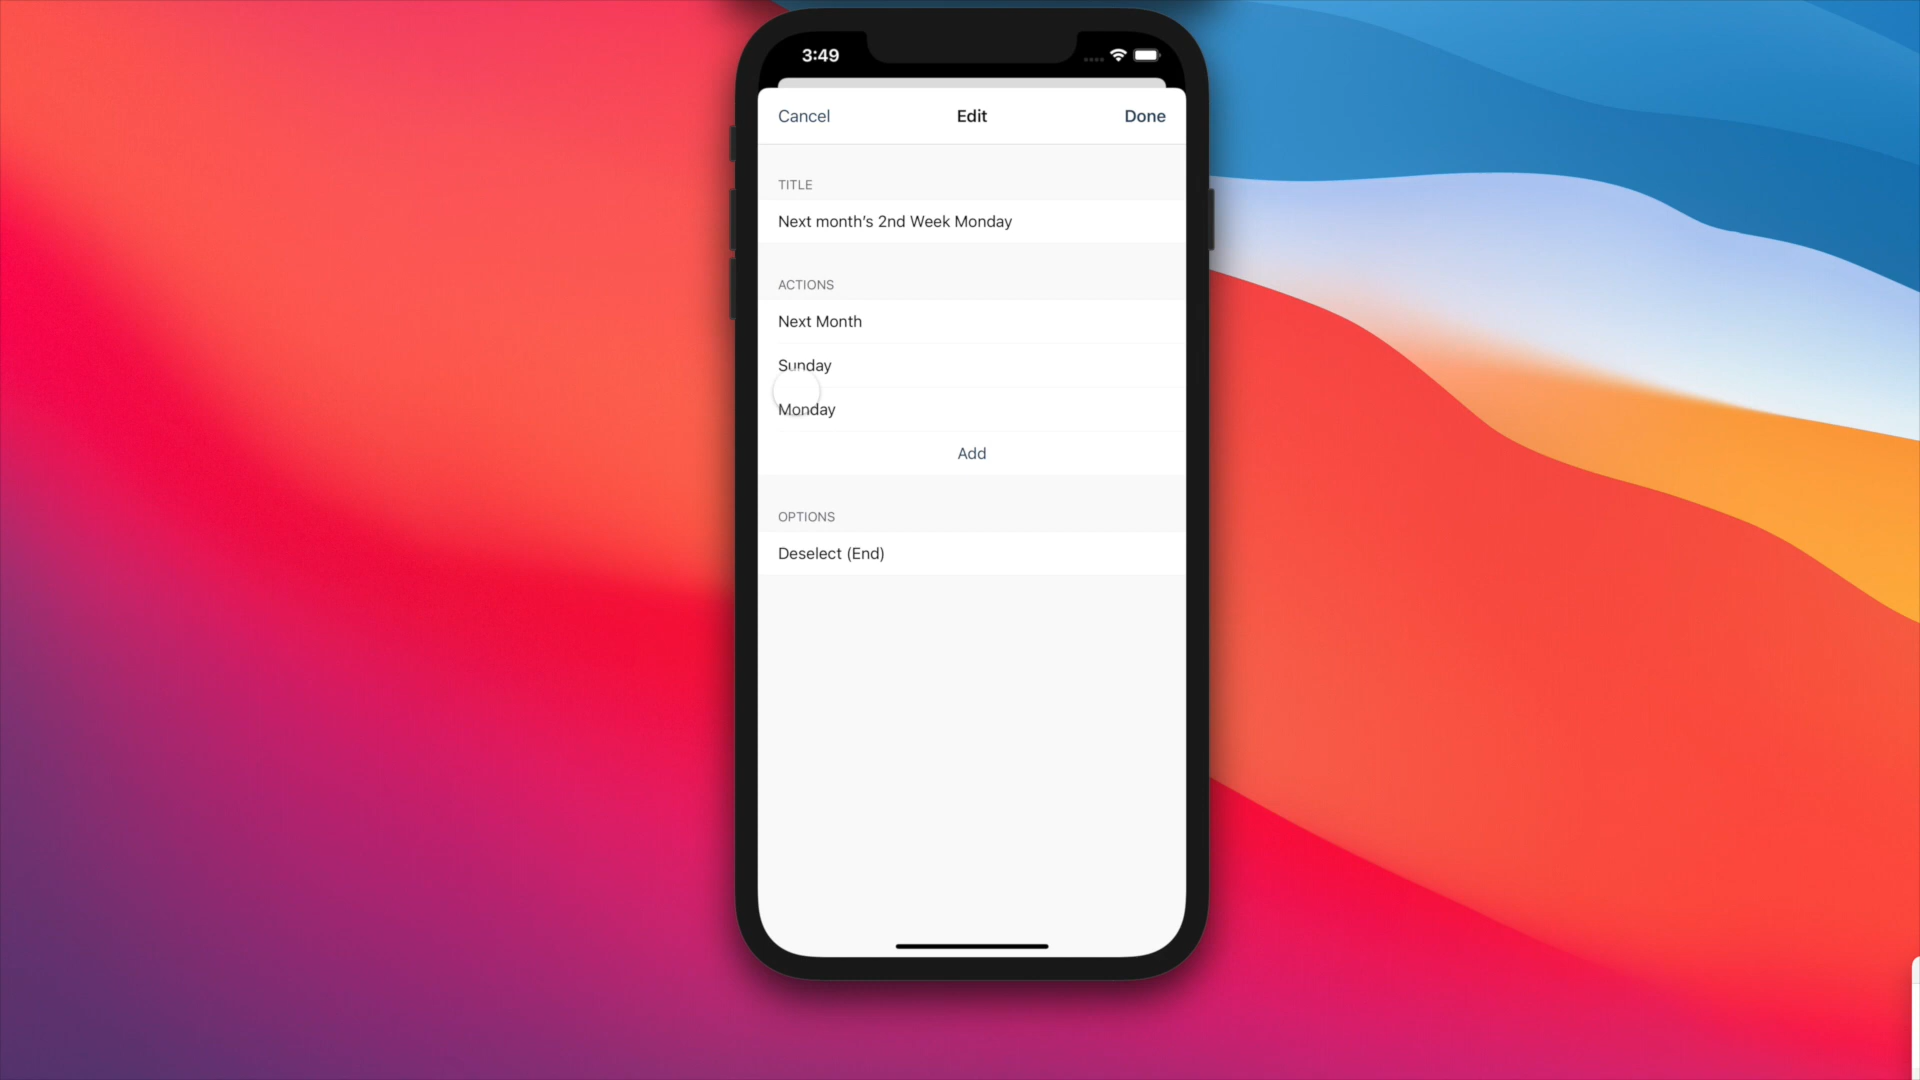 3:49
Cancel
Edit
Done
TITLE
Next month’s 2nd Week Monday
ACTIONS
Next Month
Sunday
Monday
Add
OPTIONS
Deselect (End)